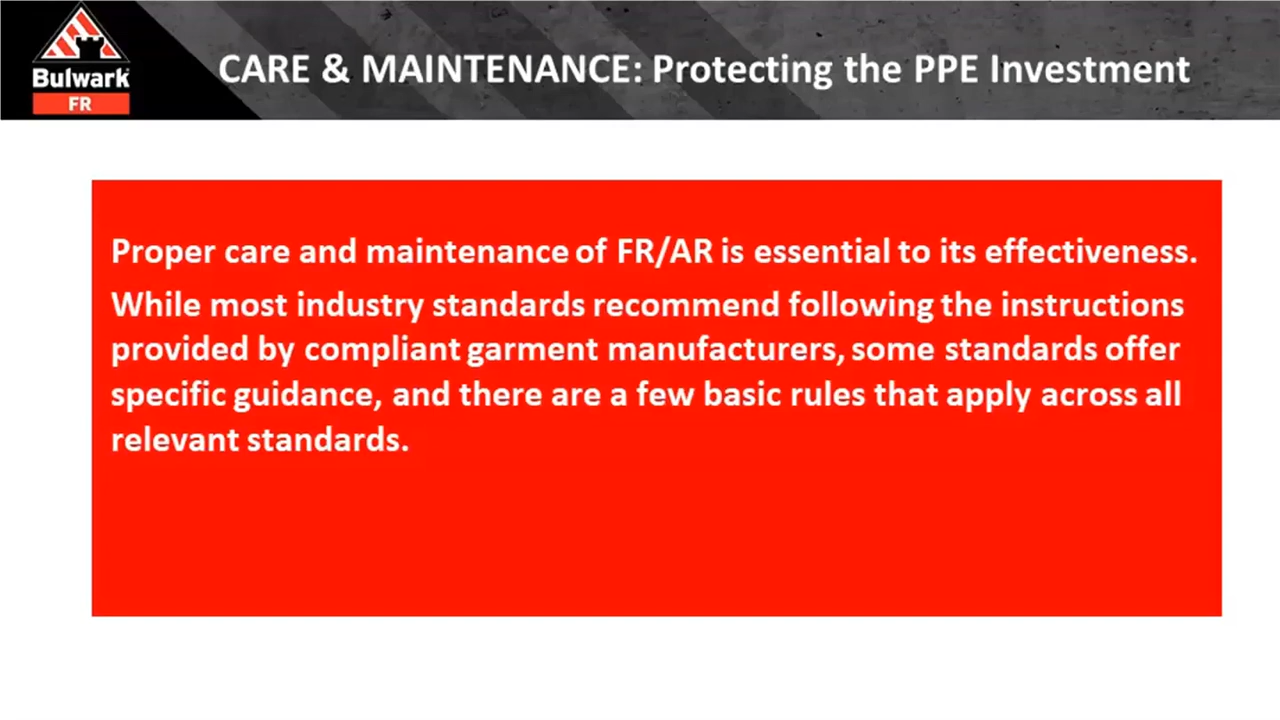 Bulwark
FR
CARE & MAINTENANCE: Protecting the PPE Investment
Proper care and maintenance of FR/AR is essential to its effectiveness.
While most industry standards recommend following the instructions
provided by compliant garment manufacturers, some standards offer
specific guidance, and there are a few basic rules that apply across all
relevant standards.